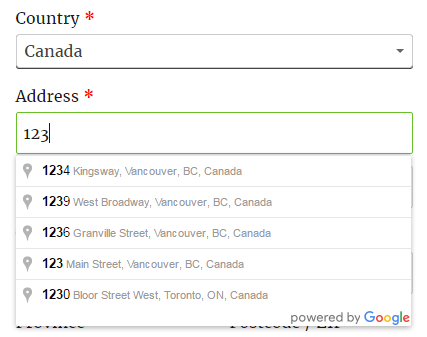 Country *
Canada
Address *
123
1234 Kingsway, Vancouver, BC, Canada
1239 West Broadway, Vancouver, BC, Canada
1236 Granville Street, Vancouver, BC, Canada
123 Main Street, Vancouver, BC, Canada
1230 Bloor Street West, Toronto, ON, Canada
powered by Google
Province
Postcode / ZIP